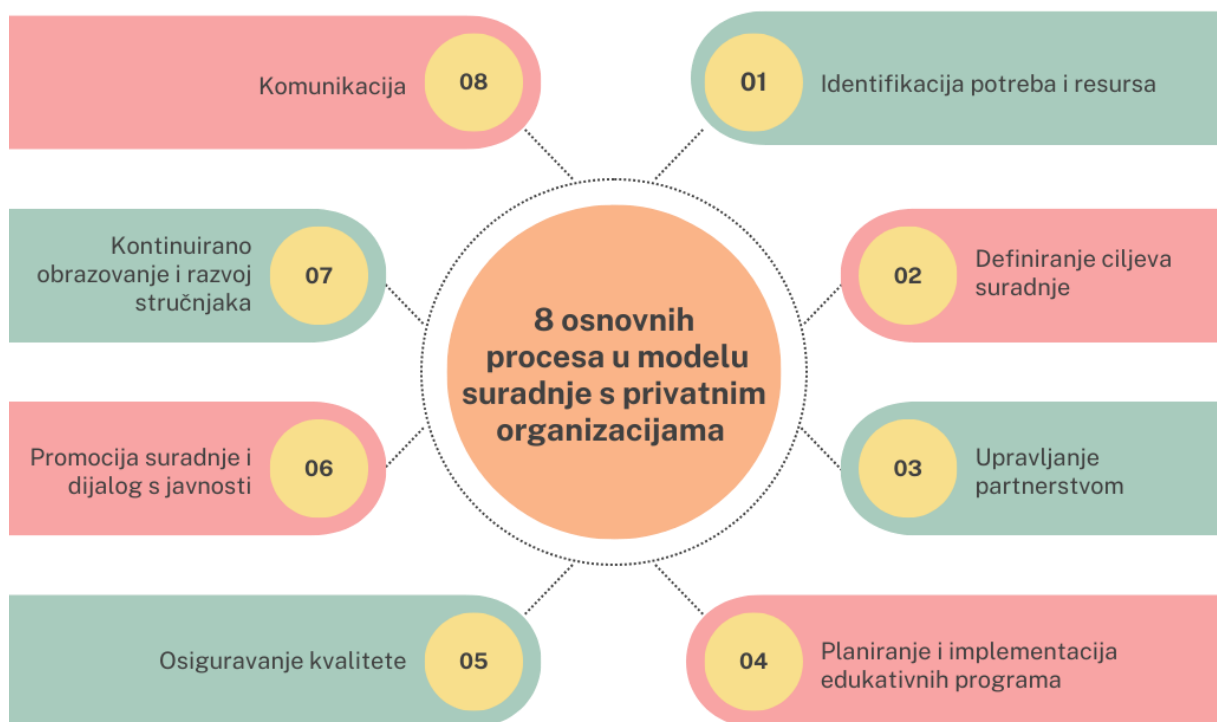 8 osnovnih
procesa u modelu
suradnje s privatnim
organizacijama
01
Identifikacija potreba i resursa
02
Definiranje ciljeva
suradnje
03
Upravljanje
partnerstvom
04
Planiranje i implementacija
edukativnih programa
05
Osiguravanje kvalitete
06
Promocija suradnje i
dijalog s javnosti
07
Kontinuirano
obrazovanje i razvoj
stručnjaka
08
Komunikacija